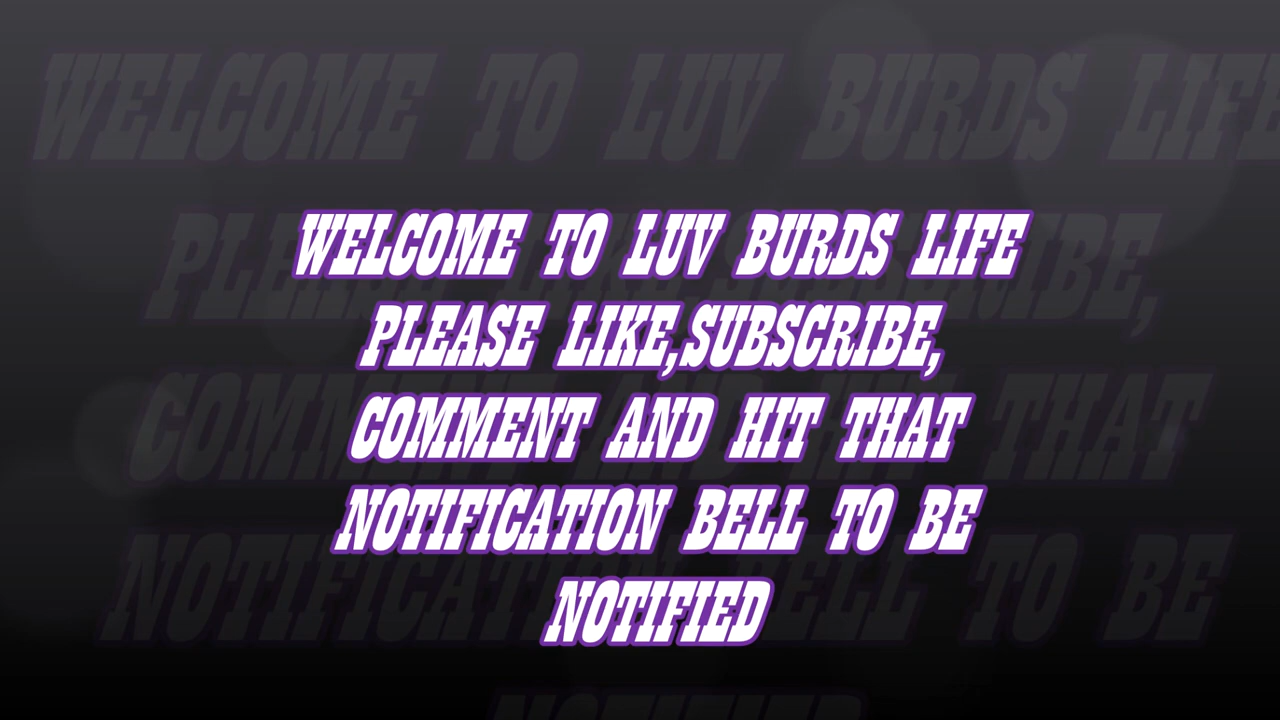 WELCOME TO LUV BURDS LIFE
PLEASE LIKE,SUBSCRIBE,
COMMENT AND HIT THAT
NOTIFICATION BELL TO BE
NOTIFIED